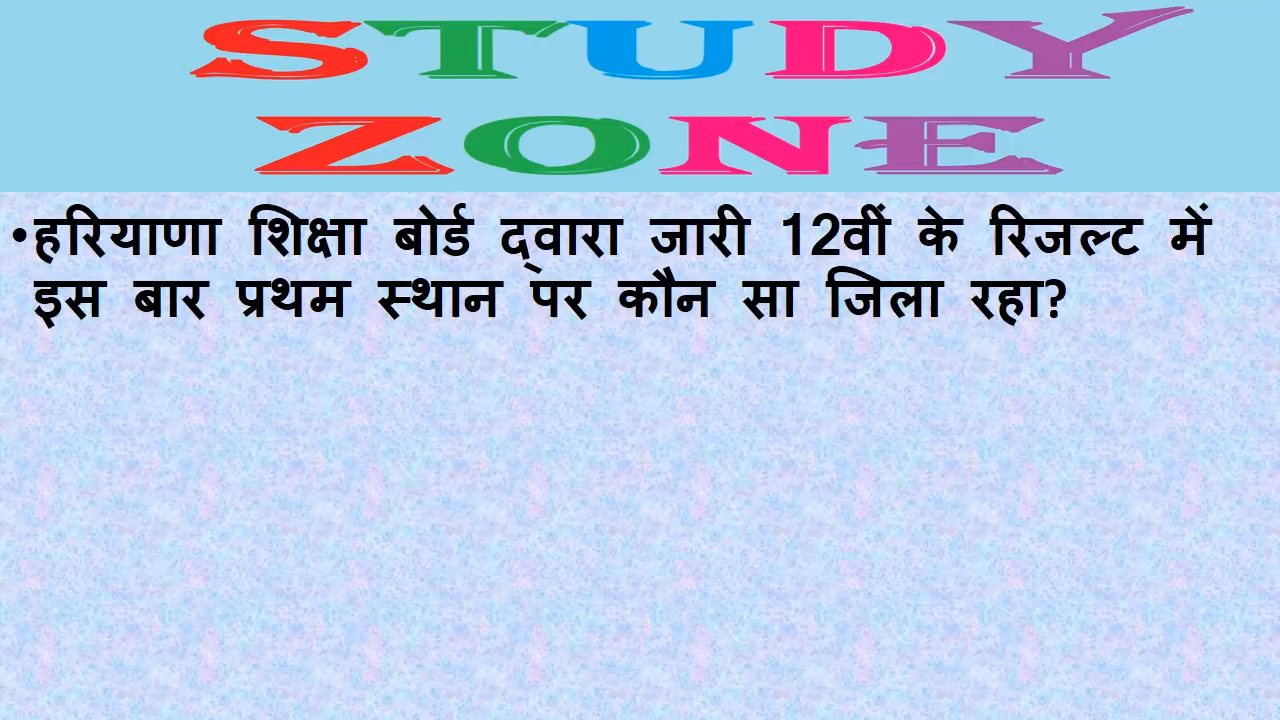 STUDY
ZONE
•हरियाणा शिक्षा बोर्ड द्वारा जारी 12वीं के रिजल्ट में
इस बार प्रथम स्थान पर कौन सा जिला रहा?